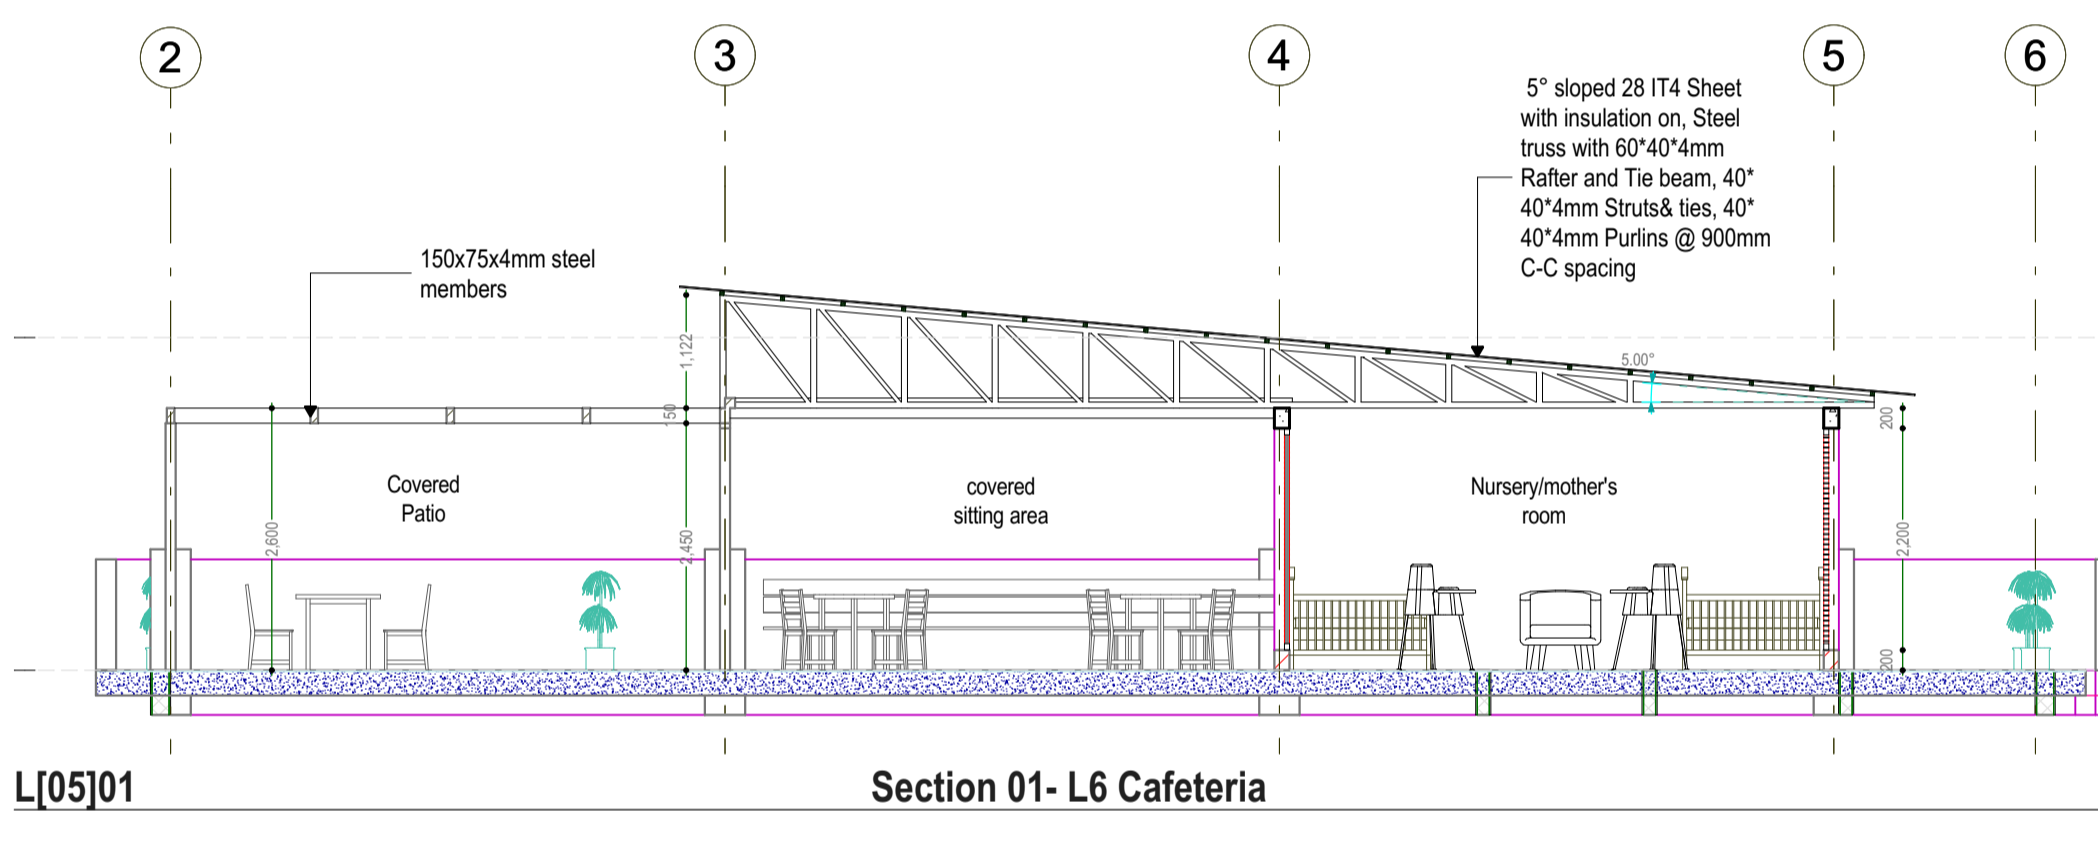 2
3
4
5
6
5° sloped 28 IT4 Sheet
with insulation on, Steel
truss with 60*40*4mm
Rafter and Tie beam, 40*
40*4mm Struts& ties, 40*
40*4mm Purlins @ 900mm
C-C spacing
150x75x4mm steel
members
1,122
5.00°
150
200
Covered
Patio
covered
sitting area
Nursery/mother's
room
2,600
2,450
2,200
200
L[05]01
Section 01- L6 Cafeteria